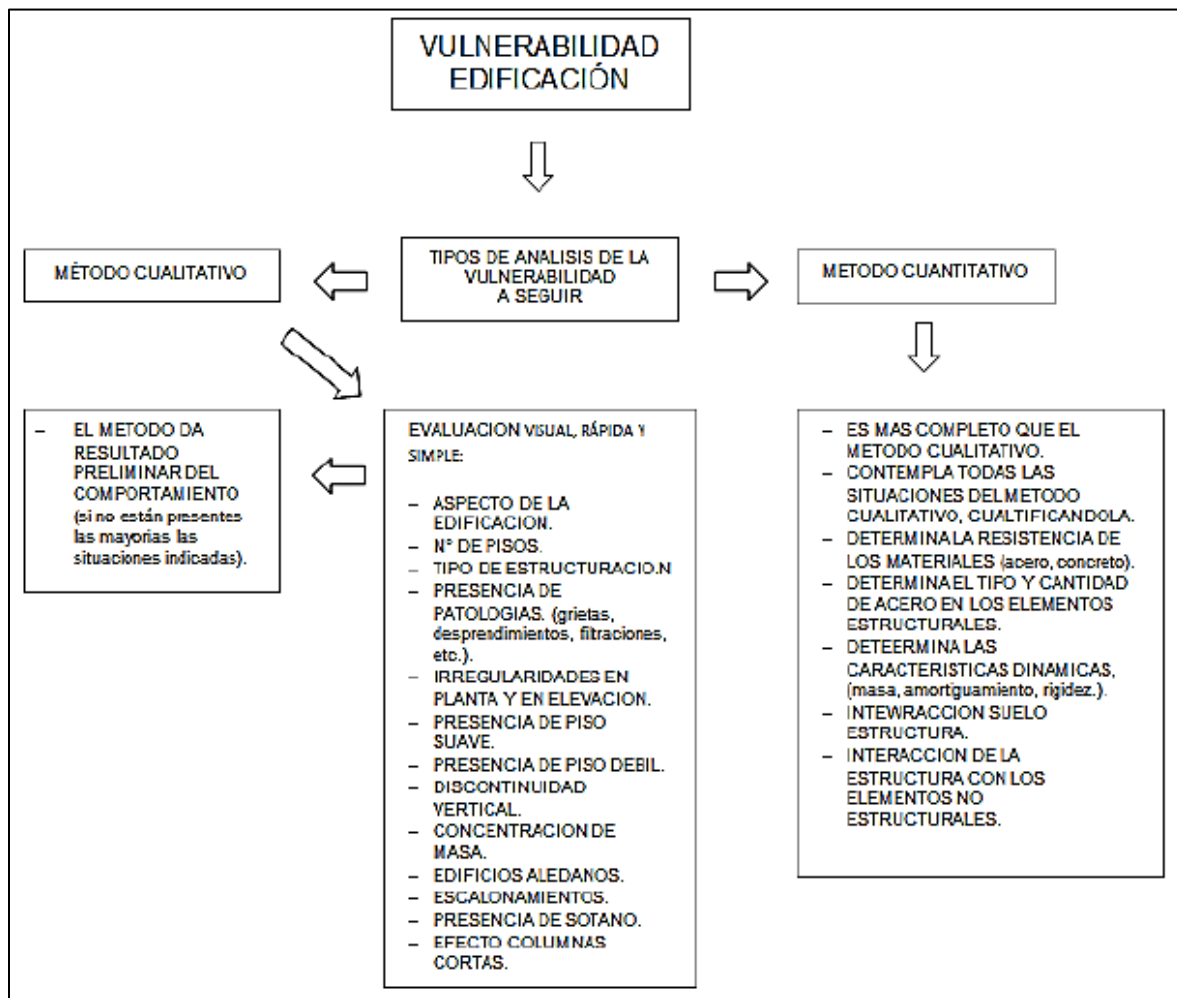 VULNERABILIDAD
EDIFICACIÓN
MÉTODO CUALITATIVO
TIPOS DE ANALISIS DE LA
VULNERABILIDAD
A SEGUIR
METODO CUANTITATIVO
– EL METODO DA
RESULTADO
PRELIMINAR DEL
COMPORTAMIENTO
(si no están presentes
las mayorias las
situaciones indicadas).
EVALUACION VISUAL, RÁPIDA Y
SIMPLE:
– ASPECTO DE LA
EDIFICACION.
– N° DE PISOS.
– TIPO DE ESTRUCTURACIO.N
– PRESENCIA DE
PATOLOGIAS. (grietas,
desprendimientos, filtraciones,
etc.).
– IRREGULARIDADES EN
PLANTA Y EN ELEVACION.
– PRESENCIA DE PISO
SUAVE.
– PRESENCIA DE PISO DEBIL.
– DISCONTINUIDAD
VERTICAL.
– CONCENTRACION DE
MASA.
– EDIFICIOS ALEDANOS.
– ESCALONAMIENTOS.
– PRESENCIA DE SOTANO.
– EFECTO COLUMNAS
CORTAS.
– ES MAS COMPLETO QUE EL
METODO CUALITATIVO.
– CONTEMPLA TODAS LAS
SITUACIONES DEL METODO
CUALITATIVO, CUALTIFICANDOLA.
– DETERMINA LA RESISTENCIA DE
LOS MATERIALES (acero, concreto).
– DETERMINA EL TIPO Y CANTIDAD
DE ACERO EN LOS ELEMENTOS
ESTRUCTURALES.
– DETEERMINA LAS
CARACTERISTICAS DINAMICAS,
(masa, amortiguamiento, rigidez.).
– INTEWRACCION SUELO
ESTRUCTURA.
– INTERACCION DE LA
ESTRUCTURA CON LOS
ELEMENTOS NO
ESTRUCTURALES.